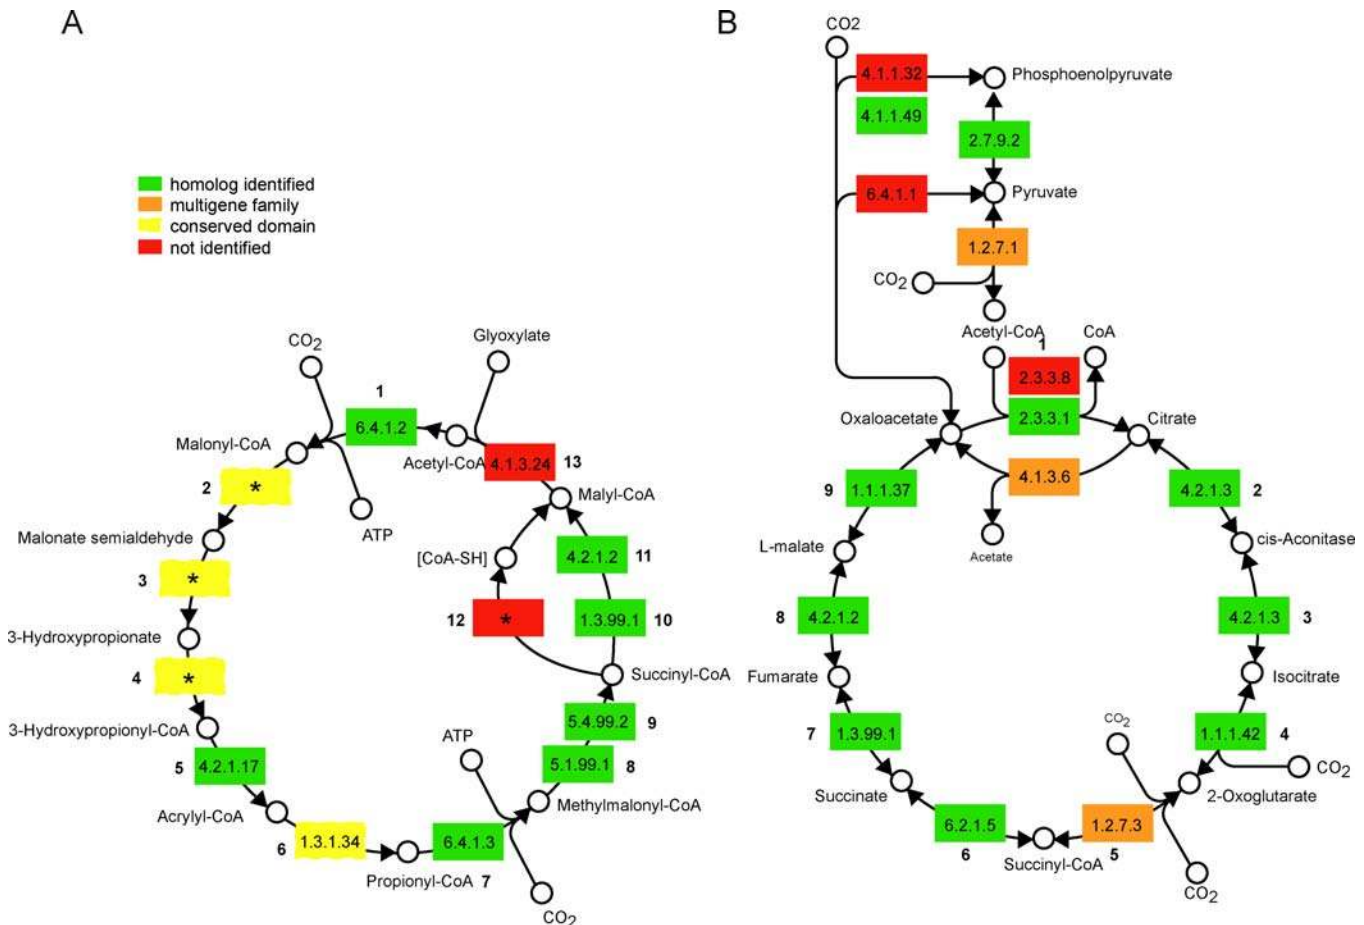 A
homolog identified
multigene family
conserved domain
not identified
CO2
Glyoxylate
1
6.4.1.2
Malonyl-CoA
Acetyl-CoA
4.1.3.24
13
2
*
Malyl-CoA
ATP
Malonate semialdehyde
[CoA-SH]
4.2.1.2
11
3
*
12
*
1.3.99.1
10
3-Hydroxypropionate
4
*
Succinyl-CoA
3-Hydroxypropionyl-CoA
5.4.99.2
9
ATP
5
4.2.1.17
5.1.99.1
8
Acrylyl-CoA
Methylmalonyl-CoA
6
1.3.1.34
6.4.1.3
Propionyl-CoA
7
CO2
B
CO2
4.1.1.32
Phosphoenolpyruvate
4.1.1.49
2.7.9.2
6.4.1.1
Pyruvate
1.2.7.1
CO2
Acetyl-CoA
CoA
1
2.3.3.8
Oxaloacetate
2.3.3.1
Citrate
9
1.1.1.37
4.1.3.6
4.2.1.3
2
L-malate
Acetate
cis-Aconitase
8
4.2.1.2
4.2.1.3
3
Fumarate
Isocitrate
7
1.3.99.1
CO2
1.1.1.42
4
CO2
Succinate
2-Oxoglutarate
6.2.1.5
1.2.7.3
6
Succinyl-CoA
5
CO2